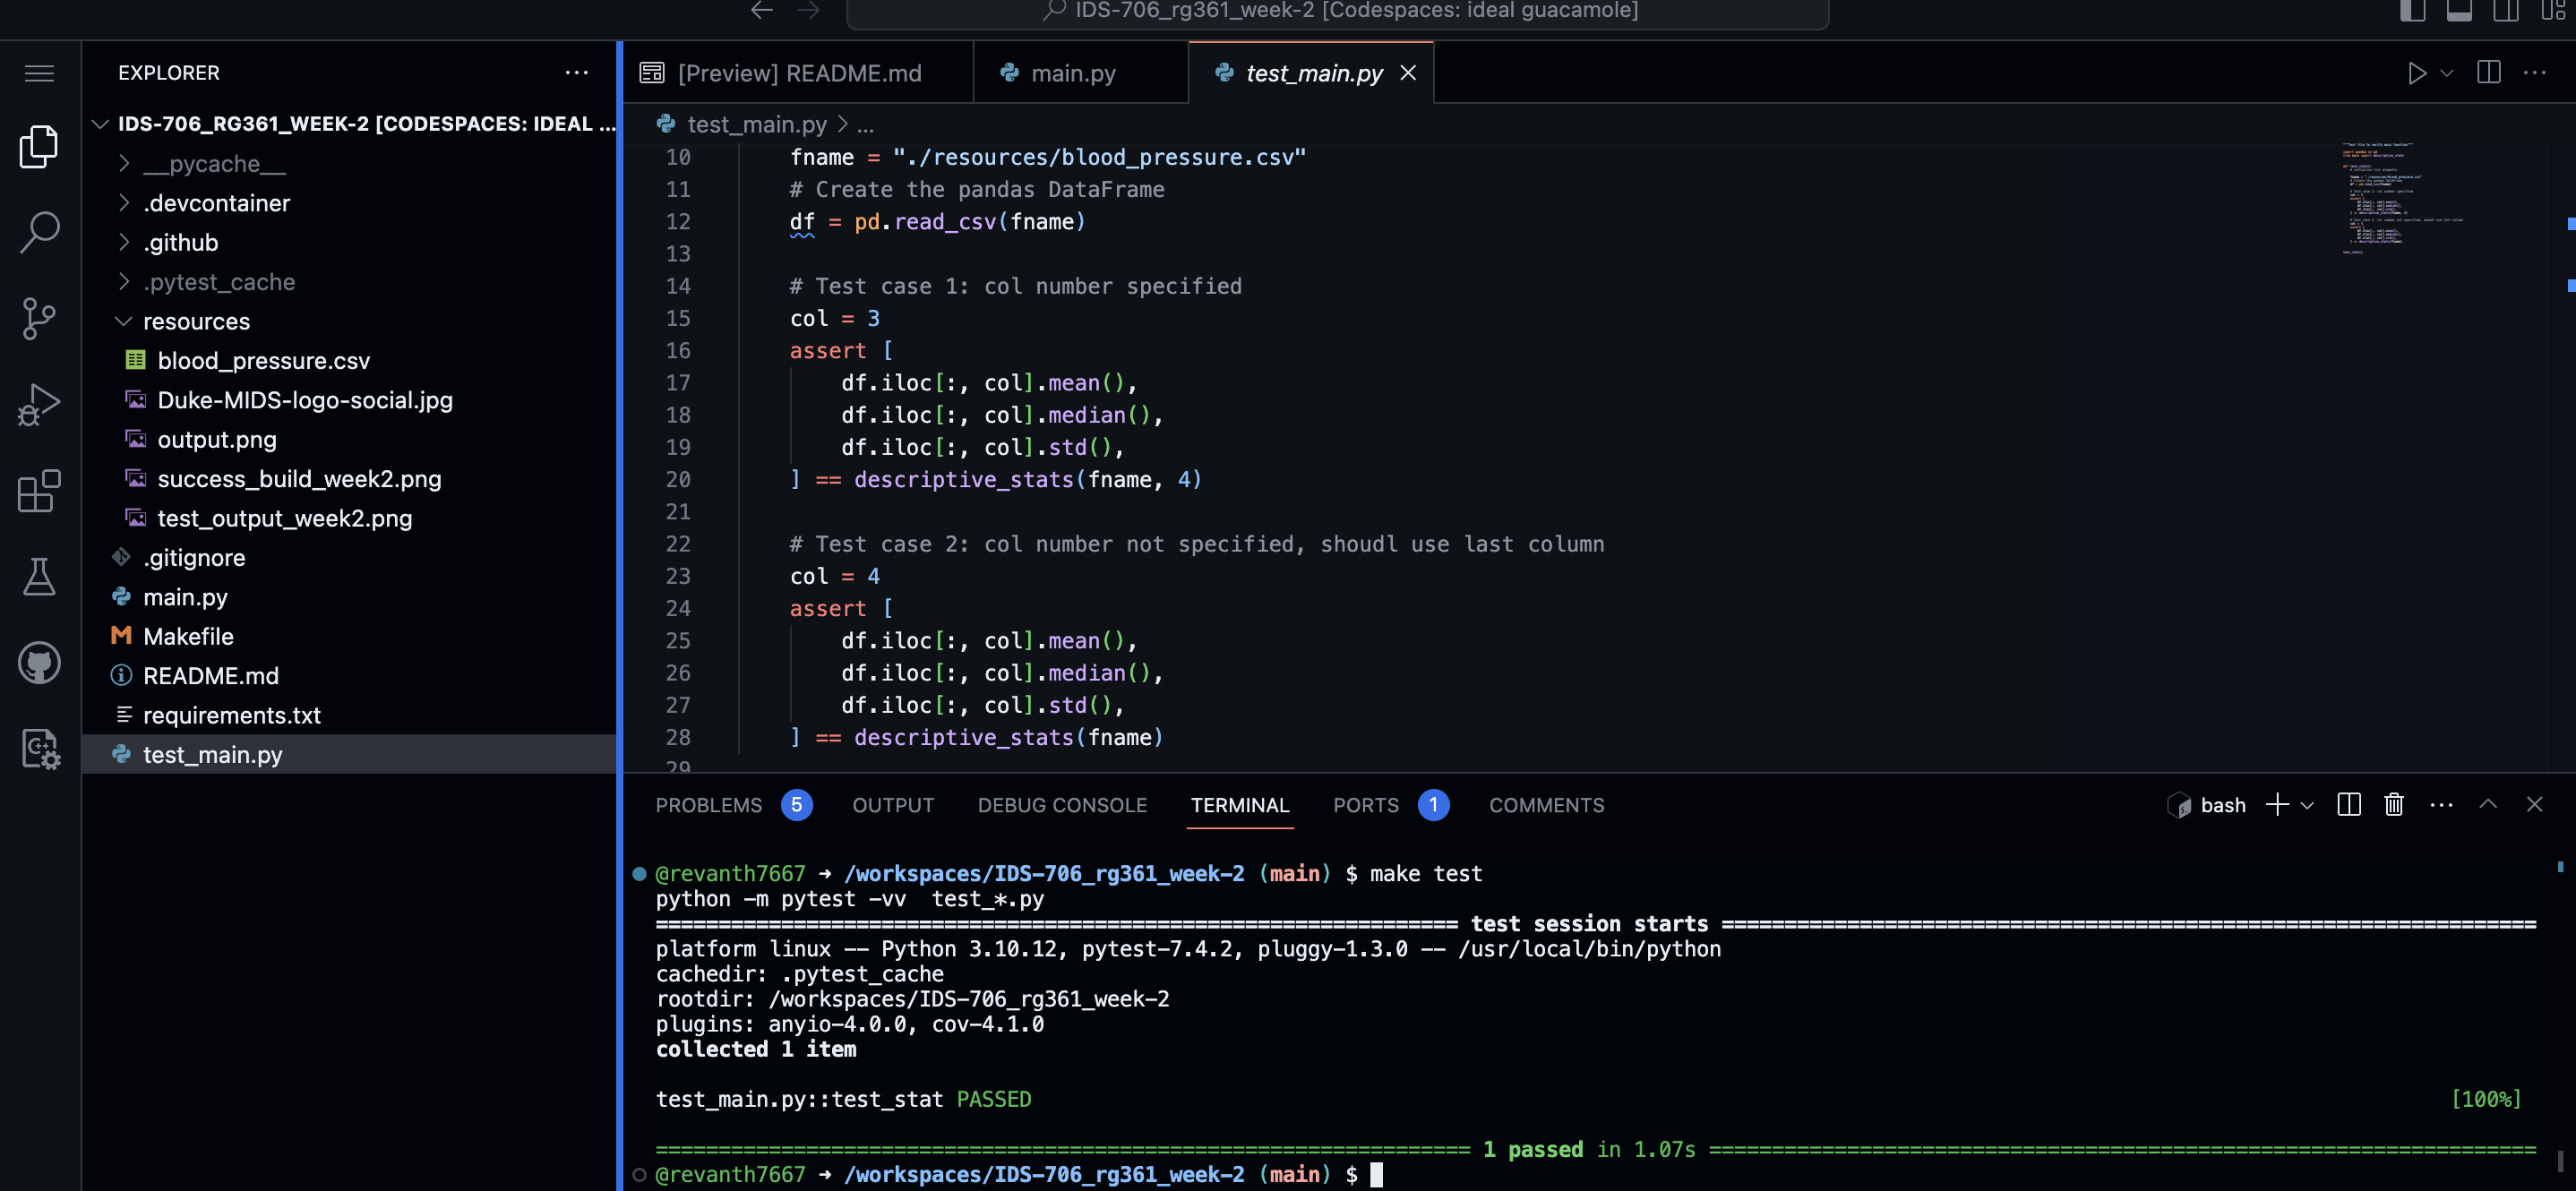 IDS-706_rg361_week-2 [Codespaces: ideal guacamole]
EXPLORER
IDS-706_RG361_WEEK-2 [CODESPACES: IDEAL ...
__pycache__
.devcontainer
.github
.pytest_cache
resources
blood_pressure.csv
Duke-MIDS-logo-social.jpg
output.png
success_build_week2.png
test_output_week2.png
.gitignore
main.py
Makefile
README.md
requirements.txt
test_main.py
[Preview] README.md
main.py
test_main.py
test_main.py > ...
10 fname = "./resources/blood_pressure.csv"
11 # Create the pandas DataFrame
12 df = pd.read_csv(fname)
13
14 # Test case 1: col number specified
15 col = 3
16 assert [
17 df.iloc[:, col].mean(),
18 df.iloc[:, col].median(),
19 df.iloc[:, col].std(),
20 ] == descriptive_stats(fname, 4)
21
22 # Test case 2: col number not specified, shoudl use last column
23 col = 4
24 assert [
25 df.iloc[:, col].mean(),
26 df.iloc[:, col].median(),
27 df.iloc[:, col].std(),
28 ] == descriptive_stats(fname)
29
PROBLEMS 5 OUTPUT DEBUG CONSOLE TERMINAL PORTS 1 COMMENTS
bash
@revanth7667 → /workspaces/IDS-706_rg361_week-2 (main) $ make test
python -m pytest -vv  test_*.py
================ test session starts ================
platform linux -- Python 3.10.12, pytest-7.4.2, pluggy-1.3.0 -- /usr/local/bin/python
cachedir: .pytest_cache
rootdir: /workspaces/IDS-706_rg361_week-2
plugins: anyio-4.0.0, cov-4.1.0
collected 1 item
test_main.py::test_stat PASSED [100%]
================ 1 passed in 1.07s ================
@revanth7667 → /workspaces/IDS-706_rg361_week-2 (main) $